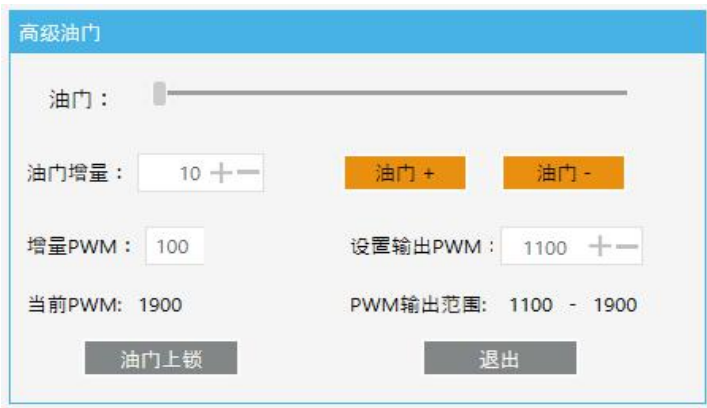 高级油门
油门：
油门增量： 10 油门 + 油门 -
增量PWM： 100 设置输出PWM： 1100
当前PWM: 1900 PWM输出范围: 1100 - 1900
油门上锁 退出